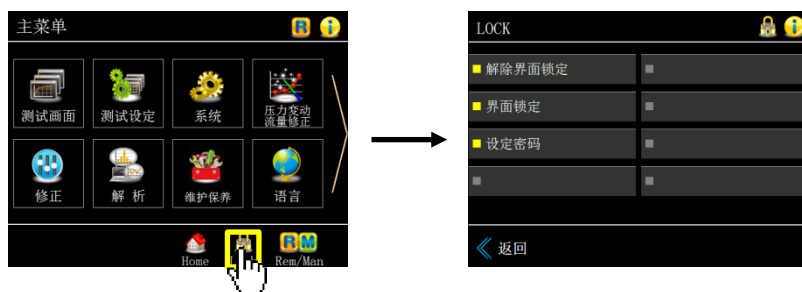 主菜单
测试画面
测试设定
系统
压力变动
流量修正
修正
解 析
维护保养
语言
Home
Rem/Man
LOCK
解除界面锁定
界面锁定
设定密码
返回